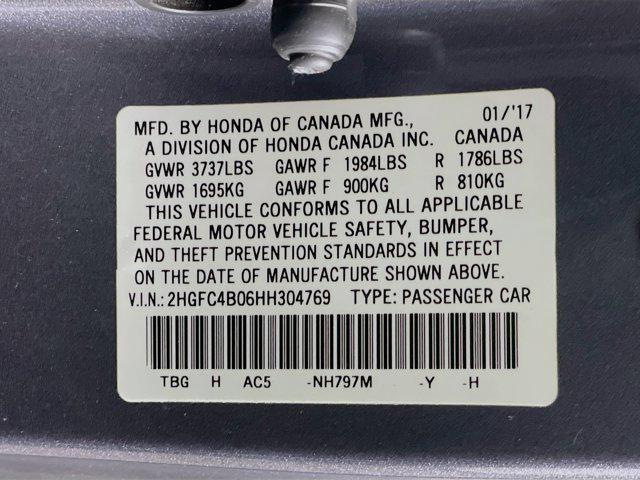 MFD. BY HONDA OF CANADA MFG., 01/'17
A DIVISION OF HONDA CANADA INC. CANADA
GVWR 3737LBS GAWR F 1984LBS R 1786LBS
GVWR 1695KG GAWR F 900KG R 810KG
THIS VEHICLE CONFORMS TO ALL APPLICABLE
FEDERAL MOTOR VEHICLE SAFETY, BUMPER,
AND THEFT PREVENTION STANDARDS IN EFFECT
ON THE DATE OF MANUFACTURE SHOWN ABOVE.
V.I.N.:2HGFC4B06HH304769 TYPE: PASSENGER CAR
TBG H AC5 -NH797M -Y -H